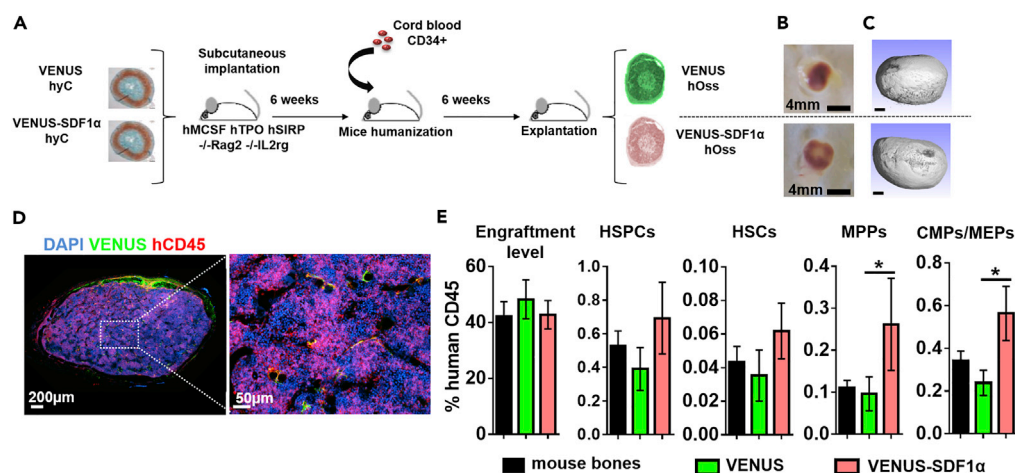 A
VENUS
hyC
VENUS-SDF1α
hyC
Subcutaneous
implantation
hMCSF hTPO hSIRP
-/-Rag2 -/-IL2rg
6 weeks
Cord blood
CD34+
Mice humanization
6 weeks
Explantation
VENUS
hOss
VENUS-SDF1α
hOss
B
4mm
4mm
C
D
DAPI VENUS hCD45
200μm
50μm
E
% human CD45
Engraftment
level
60
40
20
0
HSPCs
1.0
0.8
0.6
0.4
0.2
0.0
HSCs
0.10
0.08
0.06
0.04
0.02
0.00
MPPs
0.4
0.3
0.2
0.1
0.0
*
CMPs/MEPs
0.8
0.6
0.4
0.2
0.0
*
mouse bones
VENUS
VENUS-SDF1α